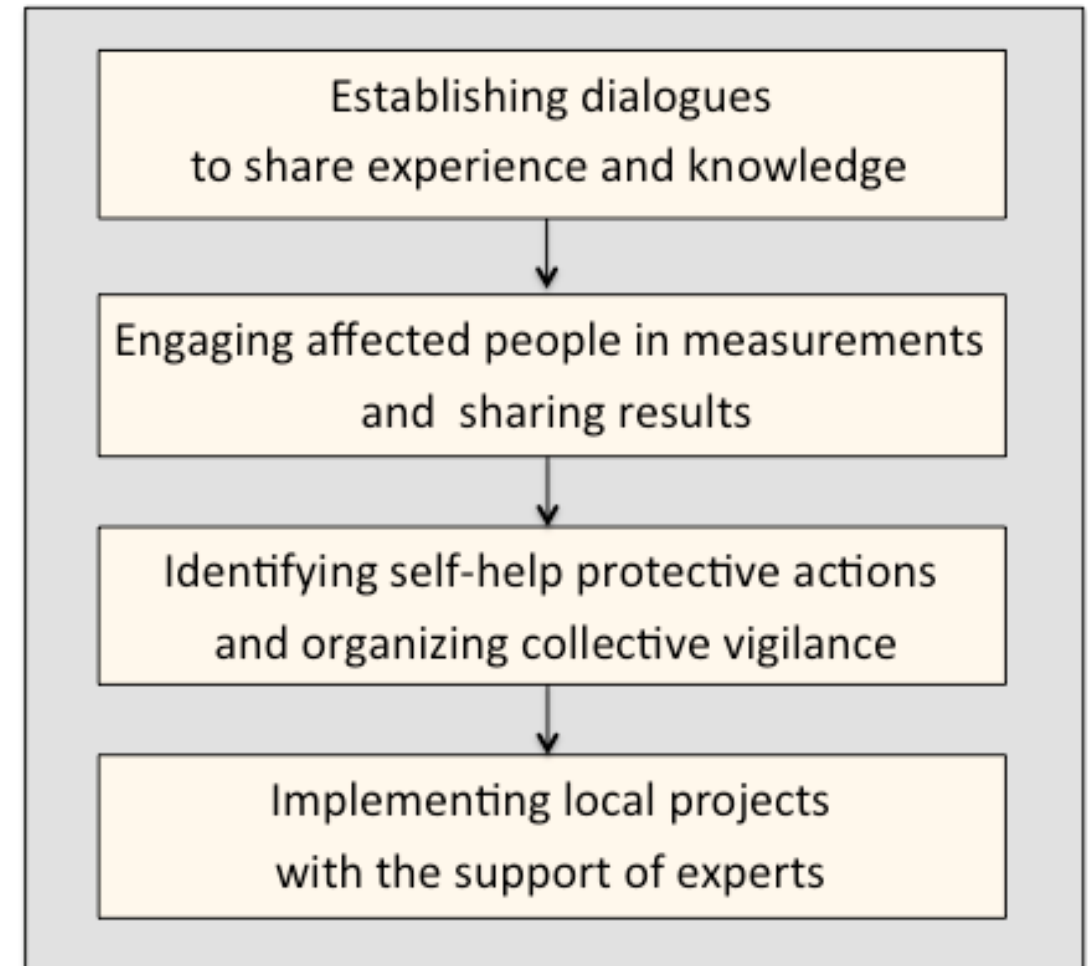 Establishing dialogues
to share experience and knowledge
Engaging affected people in measurements
and  sharing results
Identifying self-help protective actions
and organizing collective vigilance
Implementing local projects
with the support of experts